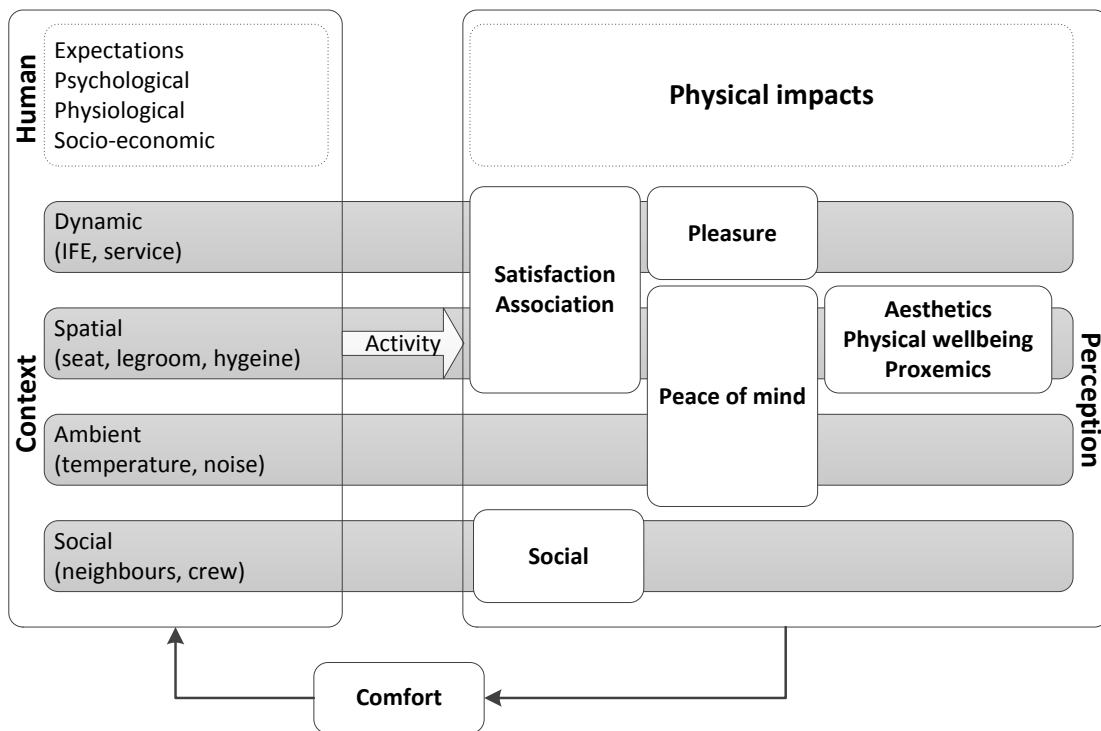 Human
Expectations
Psychological
Physiological
Socio-economic
Physical impacts
Context
Dynamic
(IFE, service)
Satisfaction
Association
Pleasure
Spatial
(seat, legroom, hygeine)
Activity
Peace of mind
Aesthetics
Physical wellbeing
Proxemics
Perception
Ambient
(temperature, noise)
Social
(neighbours, crew)
Social
Comfort